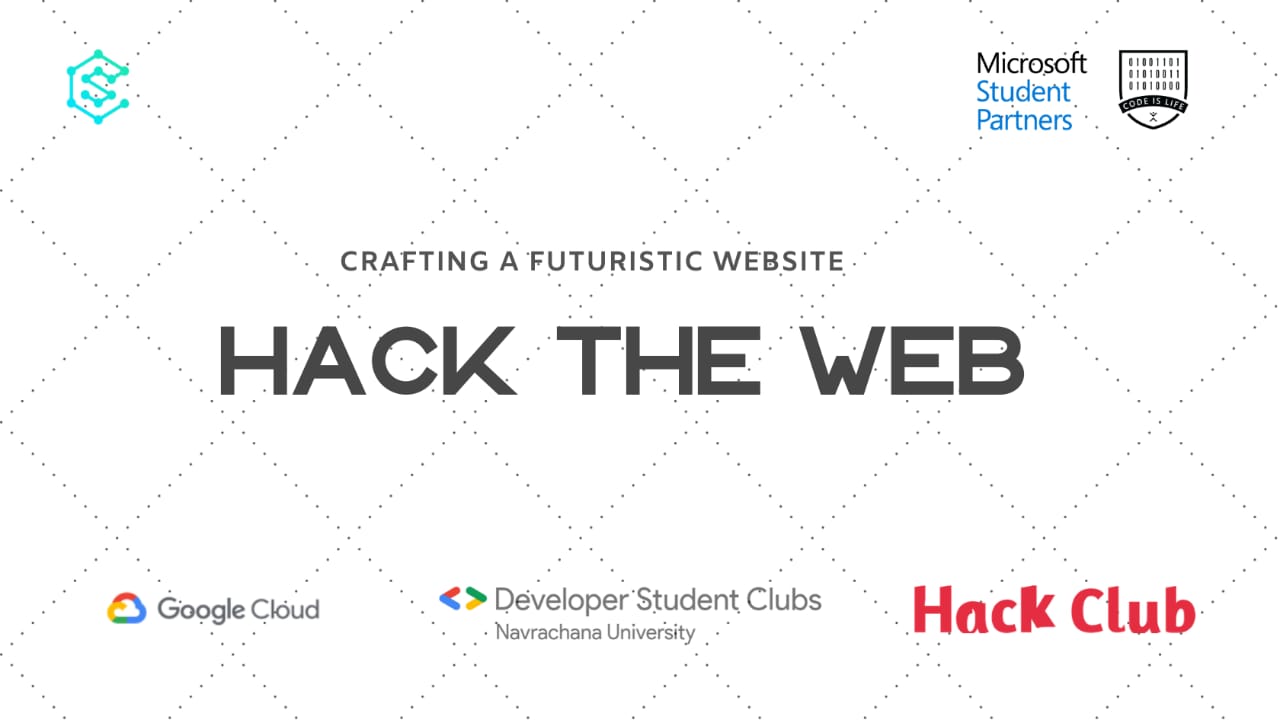 Microsoft
Student
Partners
01001101
01010011
01010000
CODE IS LIFE
CRAFTING A FUTURISTIC WEBSITE
HACK THE WEB
Google Cloud
Developer Student Clubs
Navrachana University
Hack Club